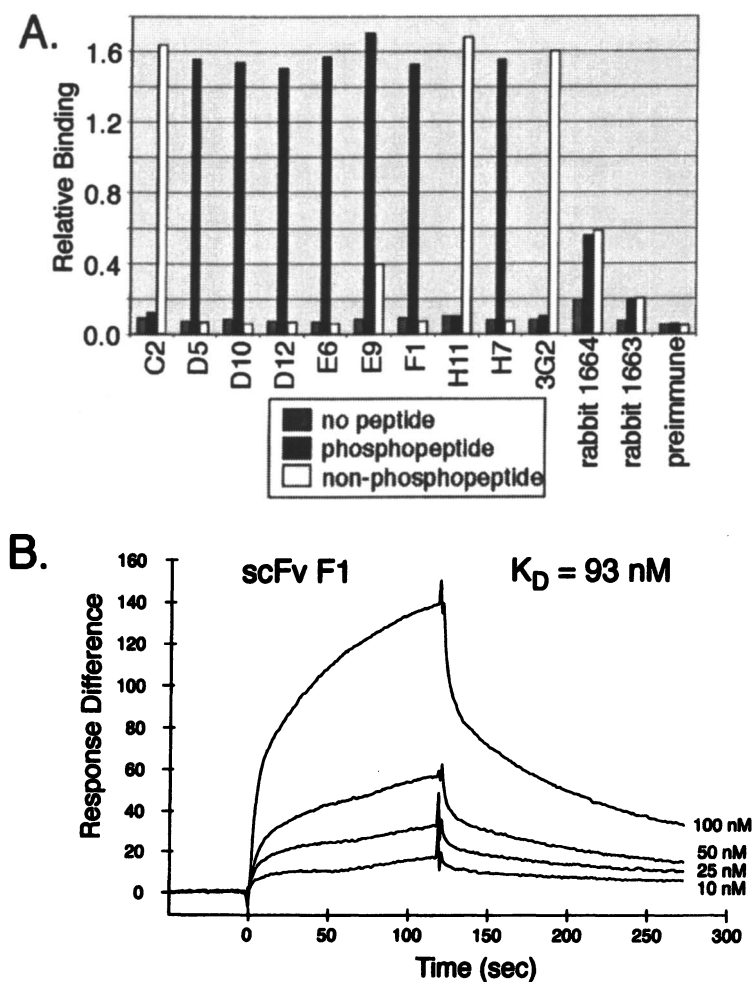 A.
Relative Binding
1.6
1.2
0.8
0.4
0.0
C2
D5
D10
D12
E6
E9
F1
H11
H7
3G2
rabbit 1664
rabbit 1663
preimmune
no peptide
phosphopeptide
non-phosphopeptide
B.
scFv F1
K_D = 93 nM
Response Difference
160
140
120
100
80
60
40
20
0
100 nM
50 nM
25 nM
10 nM
0
50
100
150
200
250
300
Time (sec)